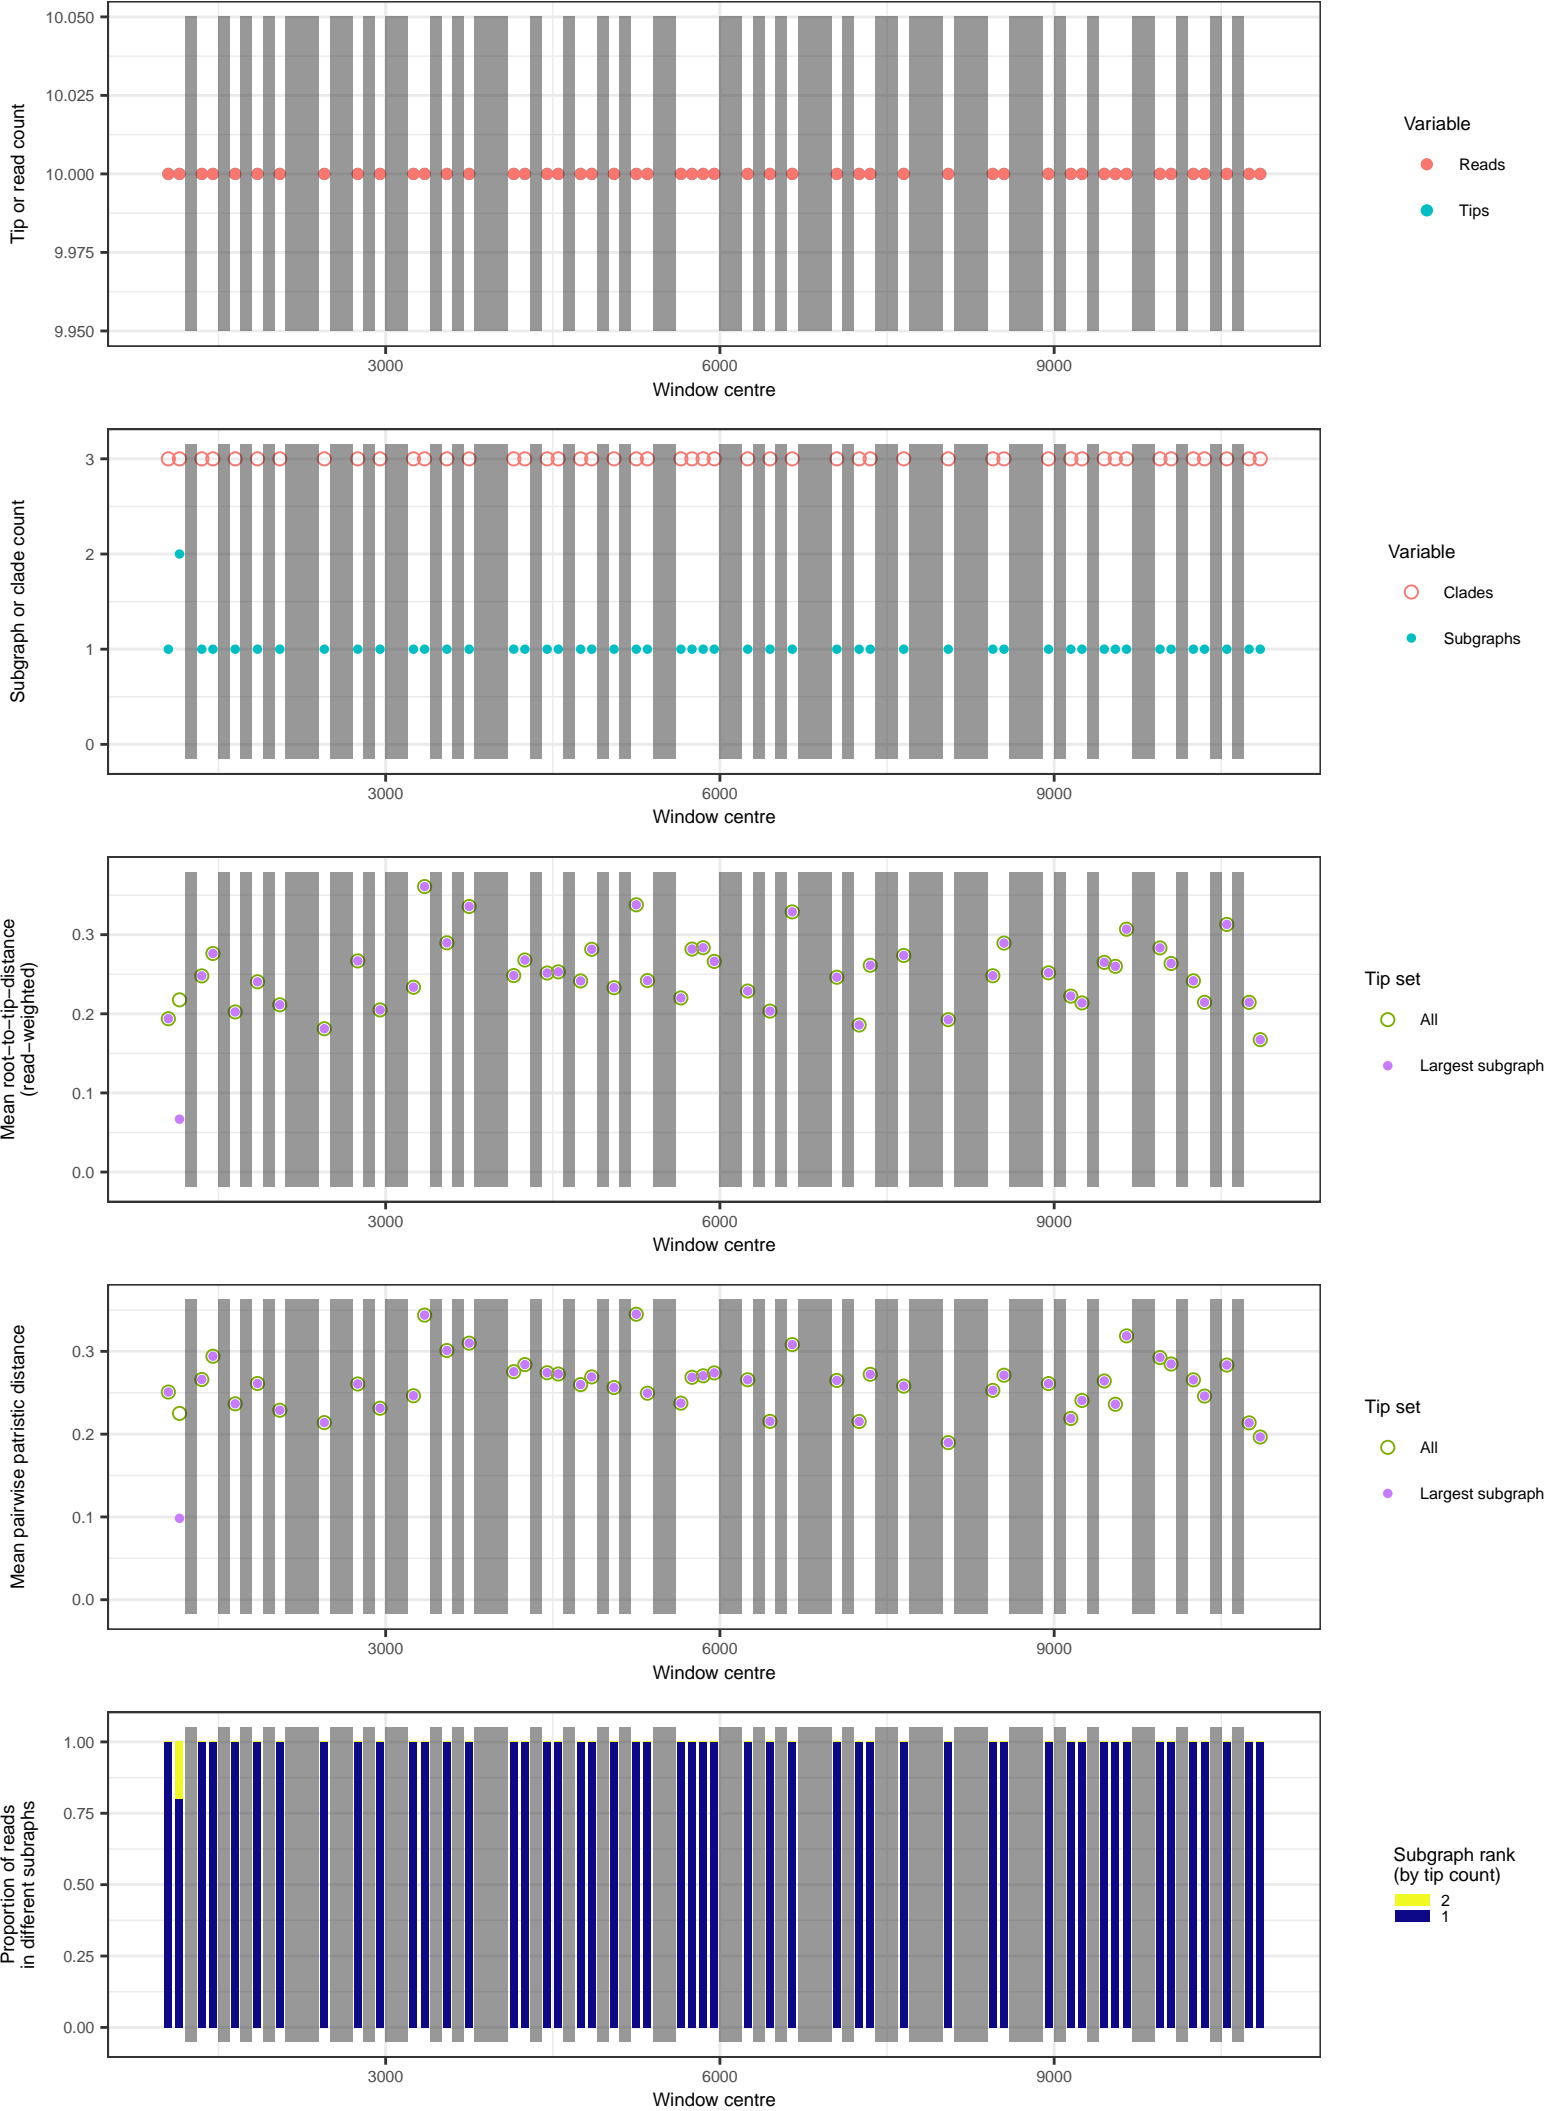 10.050
10.025
10.000
9.975
9.950
Tip or read count
3000 6000 9000
Window centre
Variable
Reads
Tips
3
2
1
0
Subgraph or clade count
3000 6000 9000
Window centre
Variable
Clades
Subgraphs
0.3
0.2
0.1
0.0
Mean root−to−tip−distance
(read−weighted)
3000 6000 9000
Window centre
Tip set
All
Largest subgraph
0.3
0.2
0.1
0.0
Mean pairwise patristic distance
3000 6000 9000
Window centre
Tip set
All
Largest subgraph
1.00
0.75
0.50
0.25
0.00
Proportion of reads
in different subraphs
3000 6000 9000
Window centre
Subgraph rank
(by tip count)
2
1